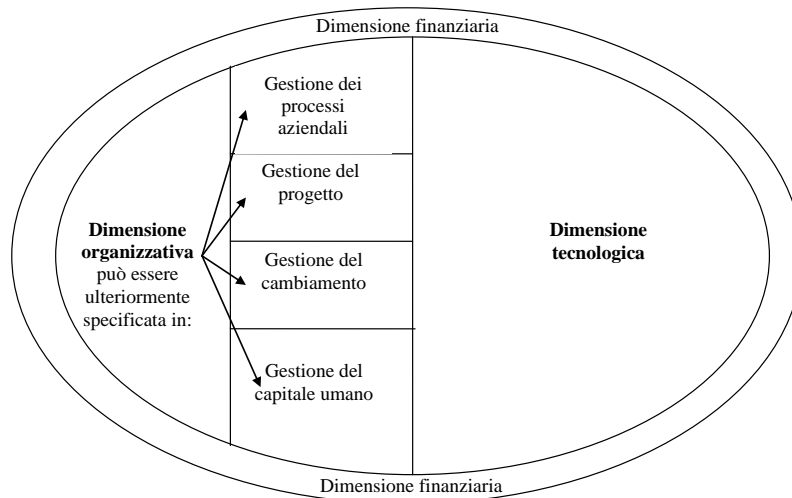 Dimensione finanziaria
Gestione dei
processi
aziendali
Gestione del
progetto
Dimensione
organizzativa
può essere
ulteriormente
specificata in:
Gestione del
cambiamento
Gestione del
capitale umano
Dimensione
tecnologica
Dimensione finanziaria